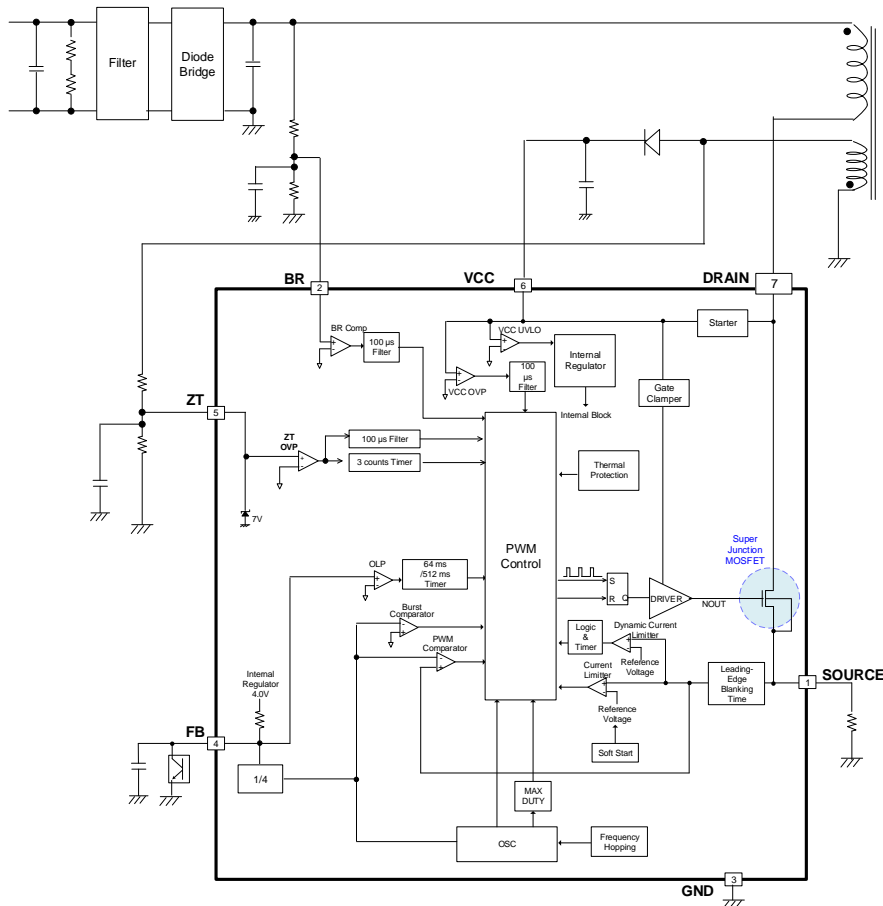 Filter
Diode
Bridge
BR
VCC
DRAIN
2
6
7
BR Comp
100 µs
Filter
VCC UVLO
+
-
VCC OVP
100
µs
Filter
Internal
Regulator
Internal Block
Starter
Gate
Clamper
ZT
5
ZT
OVP
100 µs Filter
3 counts Timer
7V
Thermal
Protection
PWM
Control
Super
Junction
MOSFET
OLP
64 ms
/512 ms
Timer
S
R
Q
DRIVER
NOUT
Burst
Comparator
PWM
Comparator
Logic
&
Timer
Dynamic Current
Limitter
Reference
Voltage
Current
Limitter
Reference
Voltage
Soft Start
Leading-
Edge
Blanking
Time
SOURCE
1
Internal
Regulator
4.0V
FB
4
1/4
MAX
DUTY
OSC
Frequency
Hopping
3
GND